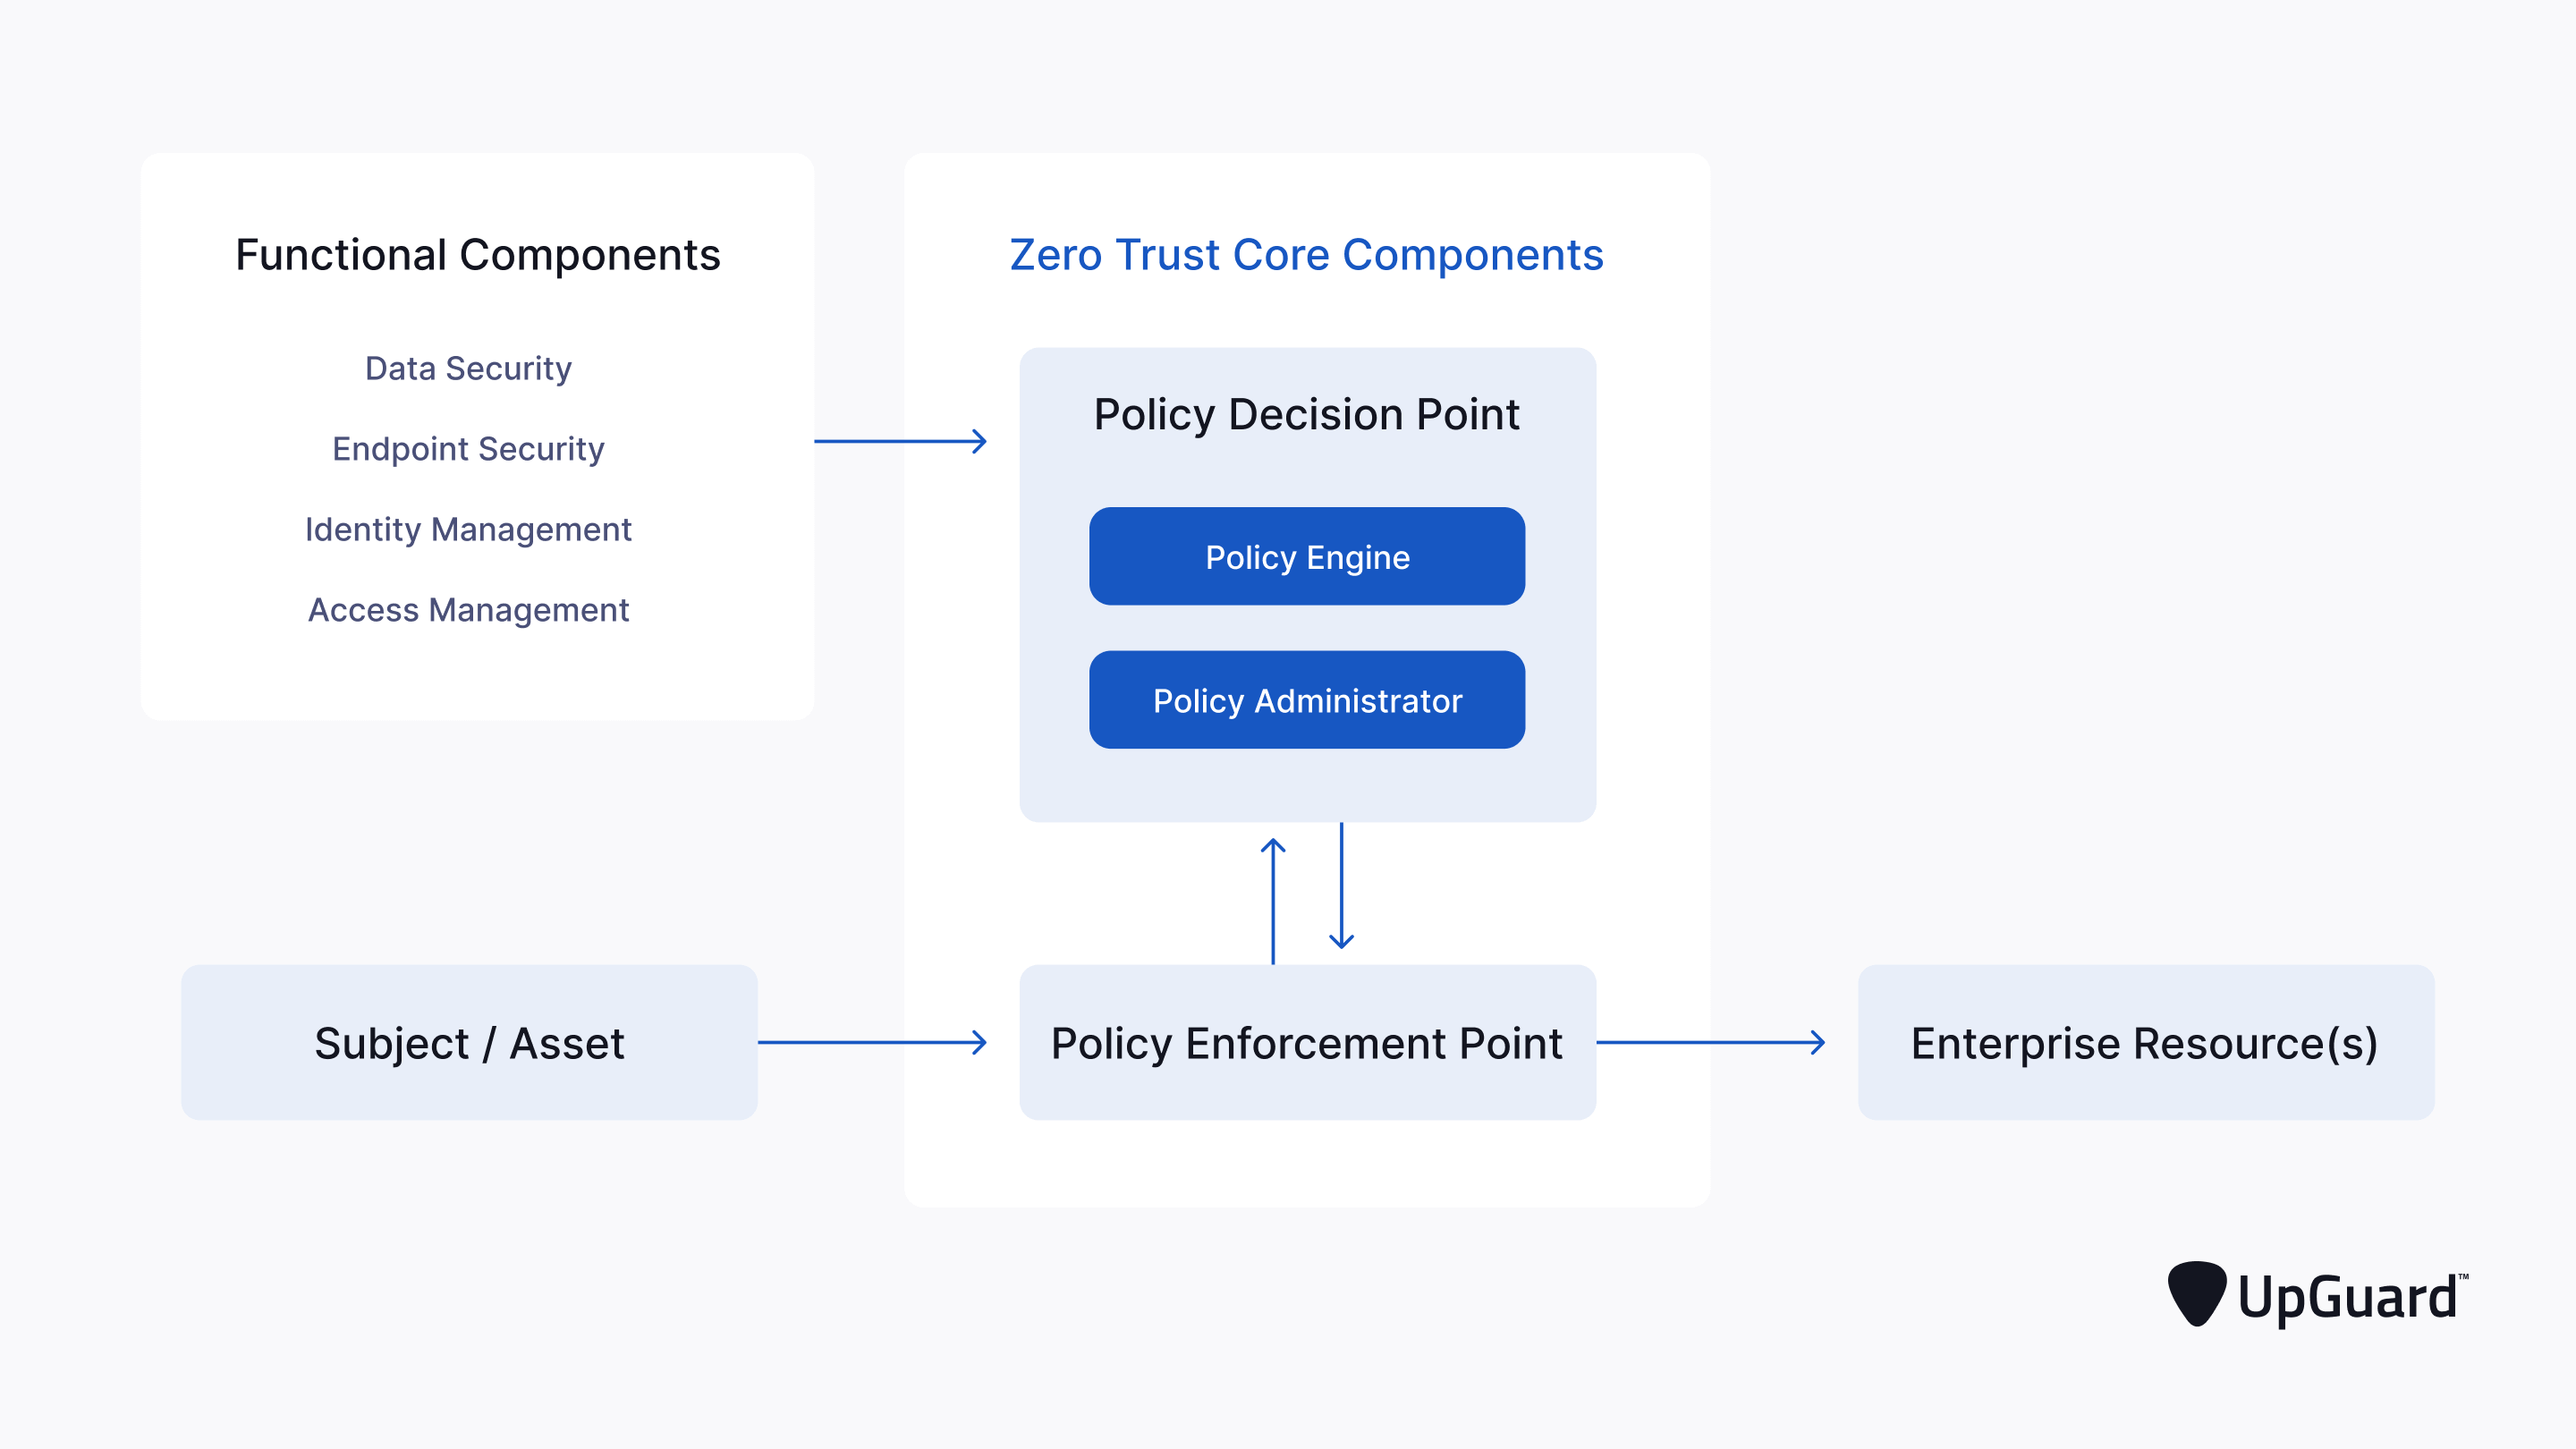 Functional Components
Data Security
Endpoint Security
Identity Management
Access Management
Zero Trust Core Components
Policy Decision Point
Policy Engine
Policy Administrator
Subject / Asset
Policy Enforcement Point
Enterprise Resource(s)
UpGuard™